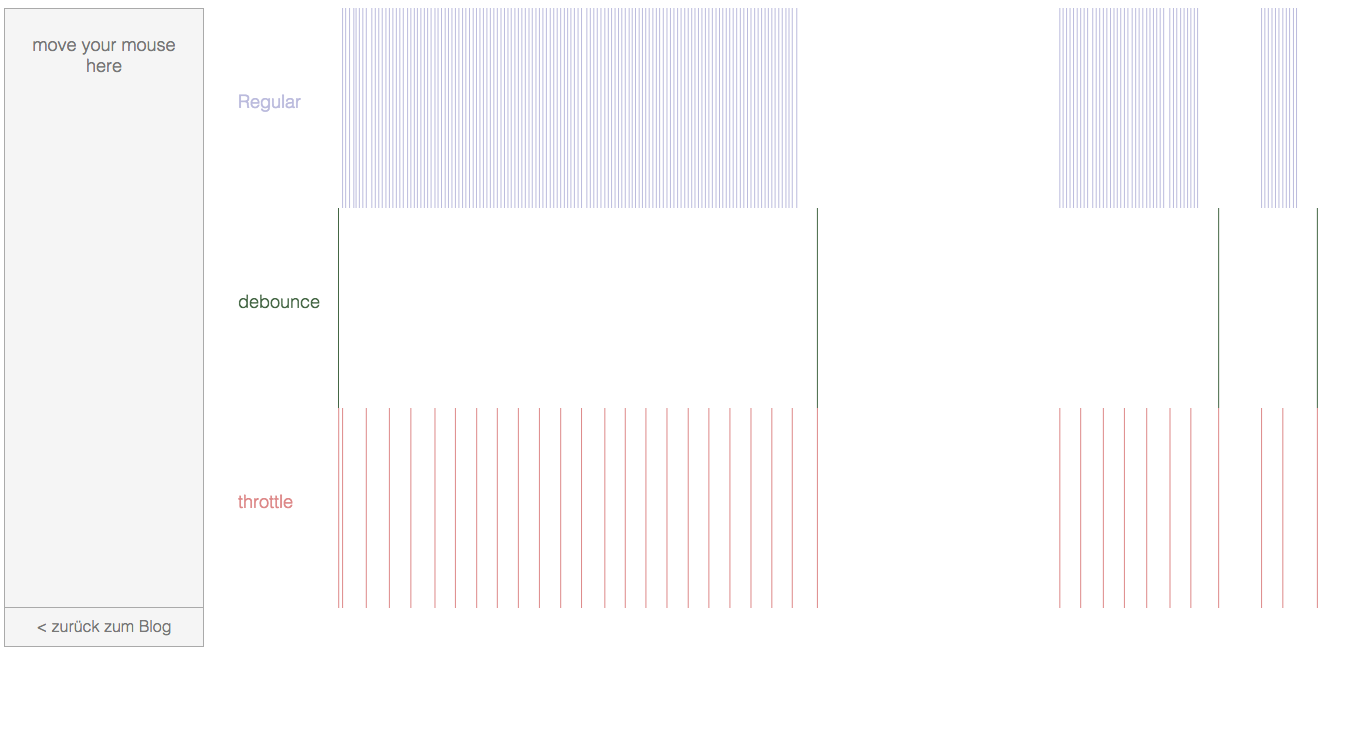 move your mouse
here
Regular
debounce
throttle
< zurück zum Blog